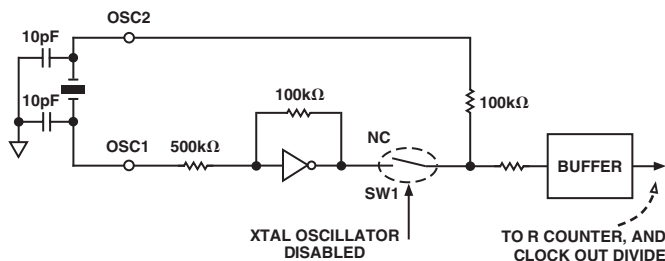 OSC2
10pF
10pF
100kΩ
100kΩ
OSC1
500kΩ
NC
SW1
BUFFER
XTAL OSCILLATOR
DISABLED
TO R COUNTER, AND
CLOCK OUT DIVIDE